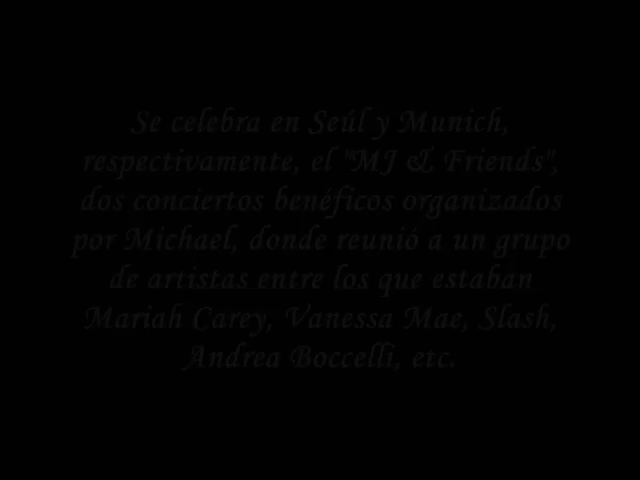 Se celebra en Seúl y Munich,
respectivamente, el "MJ & Friends",
dos conciertos benéficos organizados
por Michael, donde reunió a un grupo
de artistas entre los que estaban
Mariah Carey, Vanessa Mae, Slash,
Andrea Boccelli, etc.